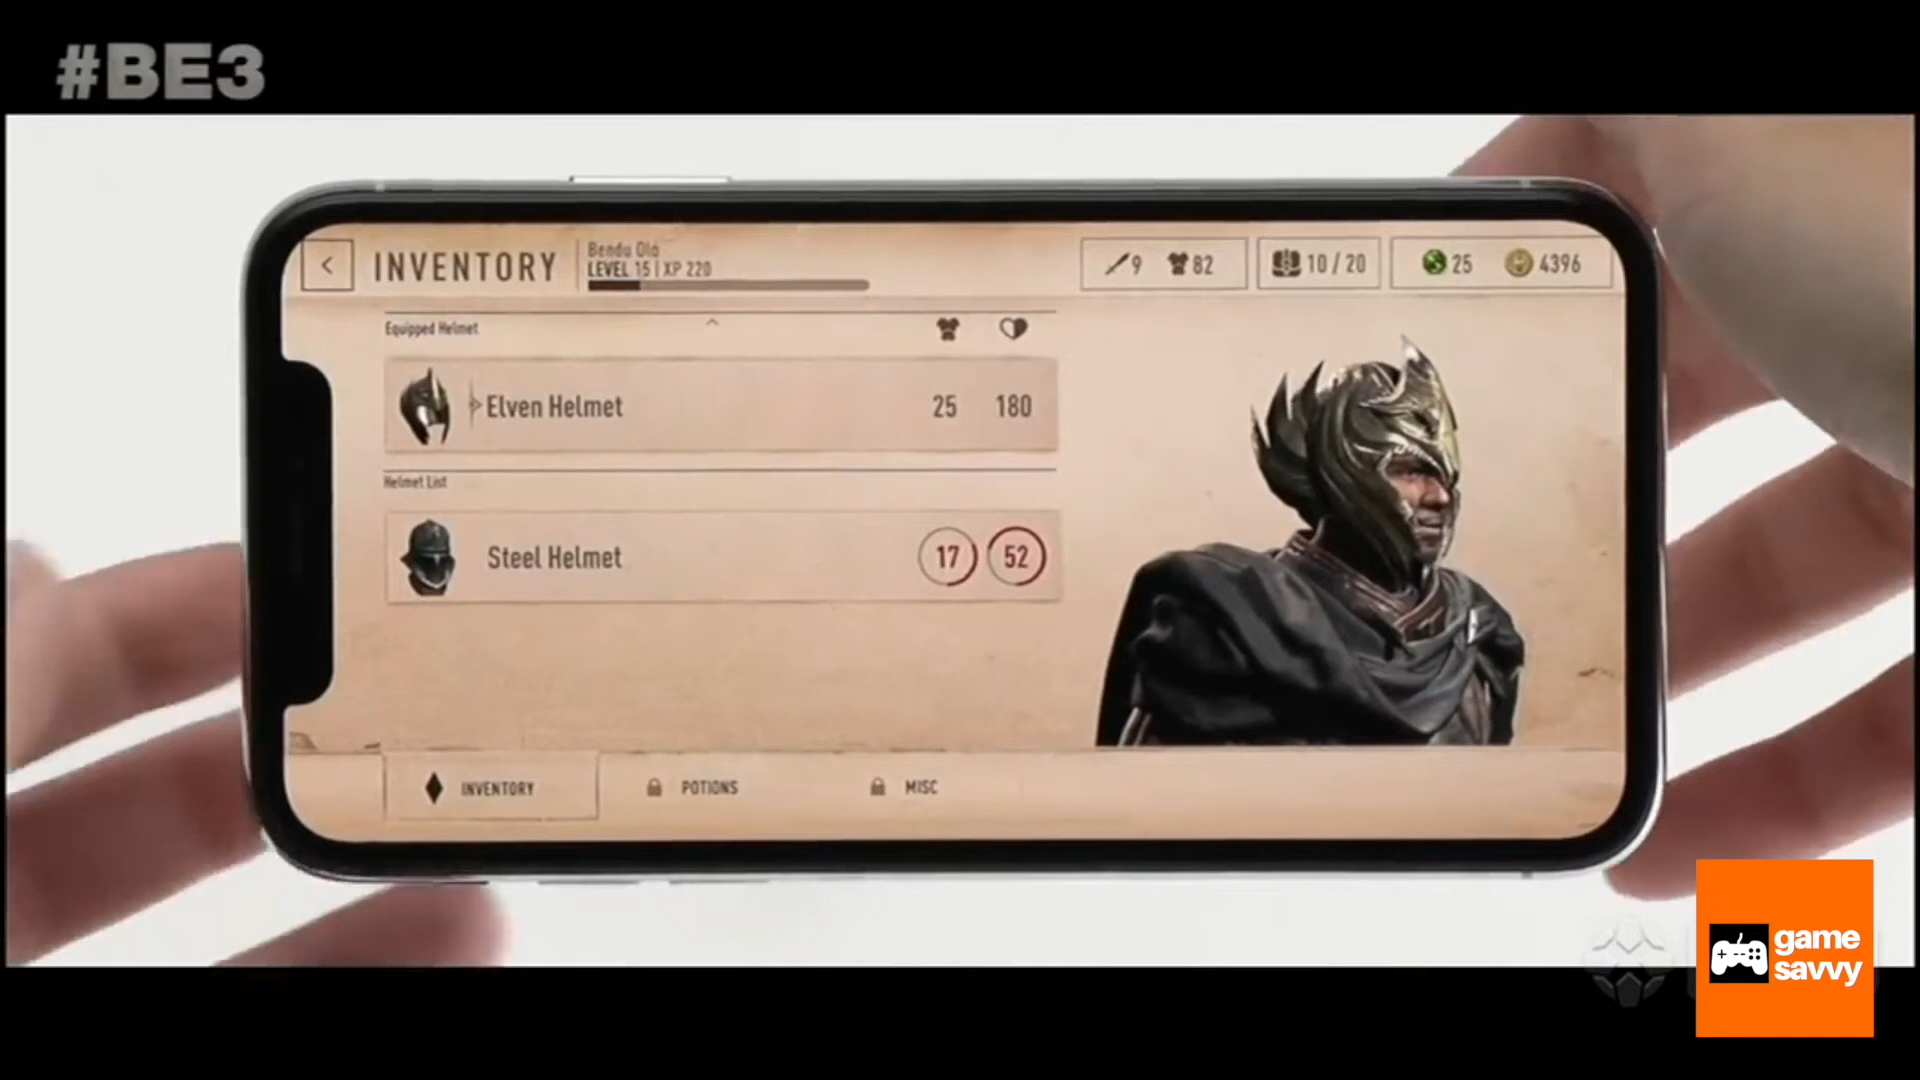 #BE3
INVENTORY
Bendu Olo
LEVEL 15 | XP 220
9 82
10 / 20
25 4396
Equipped Helmet
Elven Helmet 25 180
Helmet List
Steel Helmet 17 52
INVENTORY POTIONS MISC
game
savvy